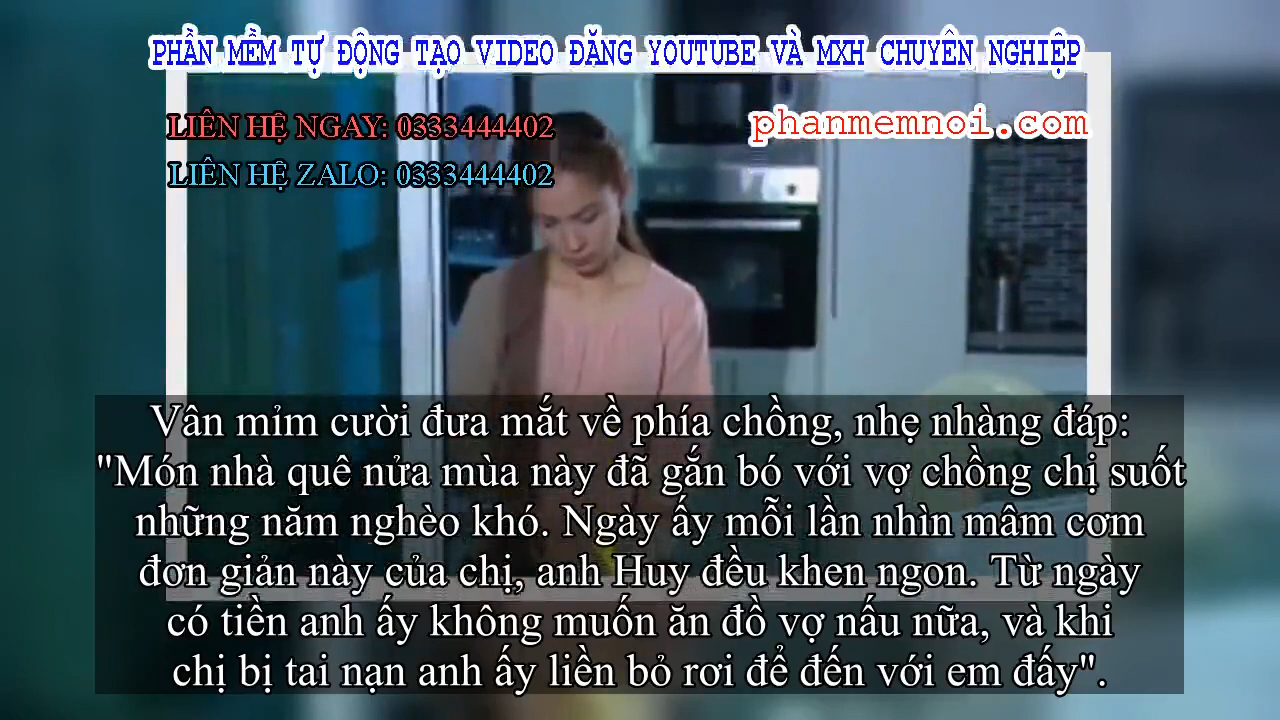 PHẦN MỀM TỰ ĐỘNG TẠO VIDEO ĐĂNG YOUTUBE VÀ MXH CHUYÊN NGHIỆP
LIÊN HỆ NGAY: 0333444402
phanmemnoi.com
LIÊN HỆ ZALO: 0333444402
Vân mỉm cười đưa mắt về phía chồng, nhẹ nhàng đáp:
"Món nhà quê nửa mùa này đã gắn bó với vợ chồng chị suốt
những năm nghèo khó. Ngày ấy mỗi lần nhìn mâm cơm
đơn giản này của chị, anh Huy đều khen ngon. Từ ngày
có tiền anh ấy không muốn ăn đồ vợ nấu nữa, và khi
chị bị tai nạn anh ấy liền bỏ rơi để đến với em đấy".